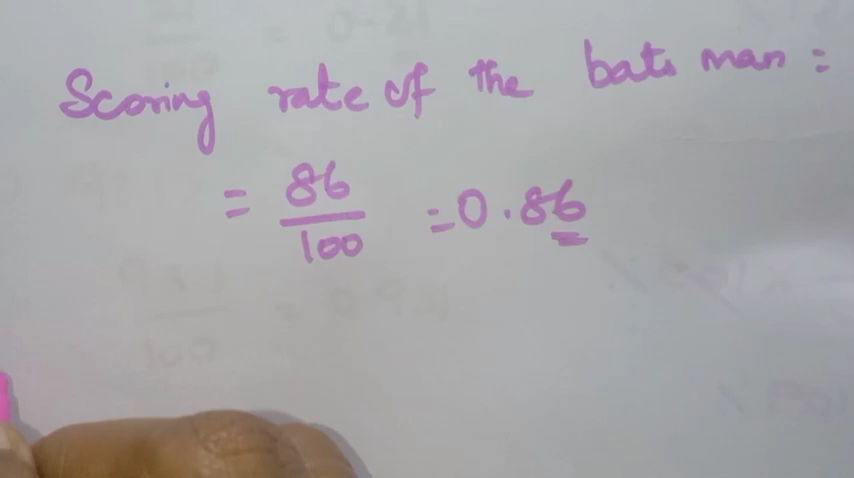 Scoring rate of the bats man =
= 86/100 = 0.86